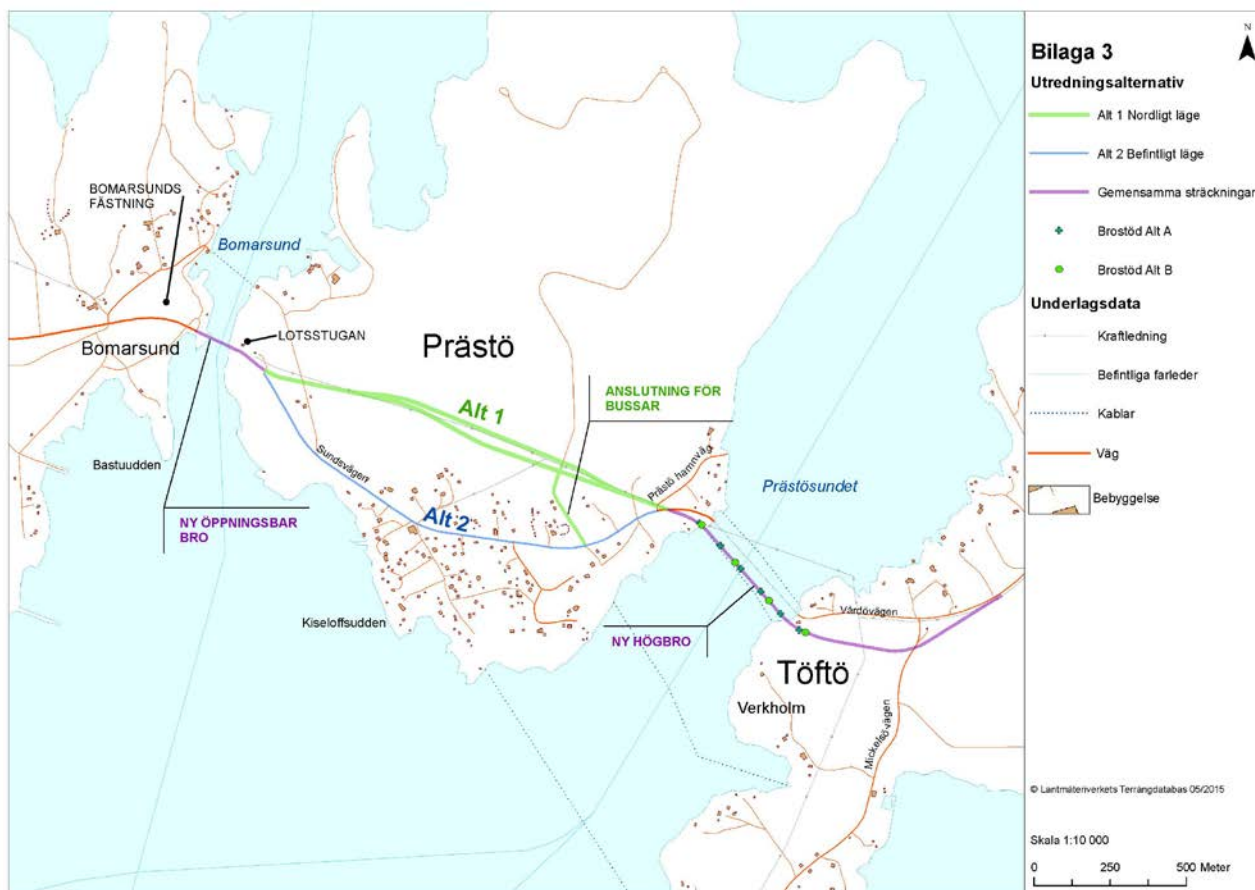 BOMARSUNDS
FÄSTNING
Bomarsund
LOTSSTUGAN
Bomarsund
Prästö
Alt 1
ANSLUTNING FÖR
BUSSAR
Bastuudden
Sundsvägen
Prästö hamnväg
Prästösundet
Alt 2
NY ÖPPNINGSBAR
BRO
Kiseloffsudden
NY HÖGBRO
Vårdövägen
Töftö
Verkholm
Mickelsövägen
N
Bilaga 3
Utredningsalternativ
Alt 1 Nordligt läge
Alt 2 Befintligt läge
Gemensamma sträckningar
Brostöd Alt A
Brostöd Alt B
Underlagsdata
Kraftledning
Befintliga farleder
Kablar
Väg
Bebyggelse
© Lantmäteriverkets Terrängdatabas 05/2015
Skala 1:10 000
0 250 500 Meter